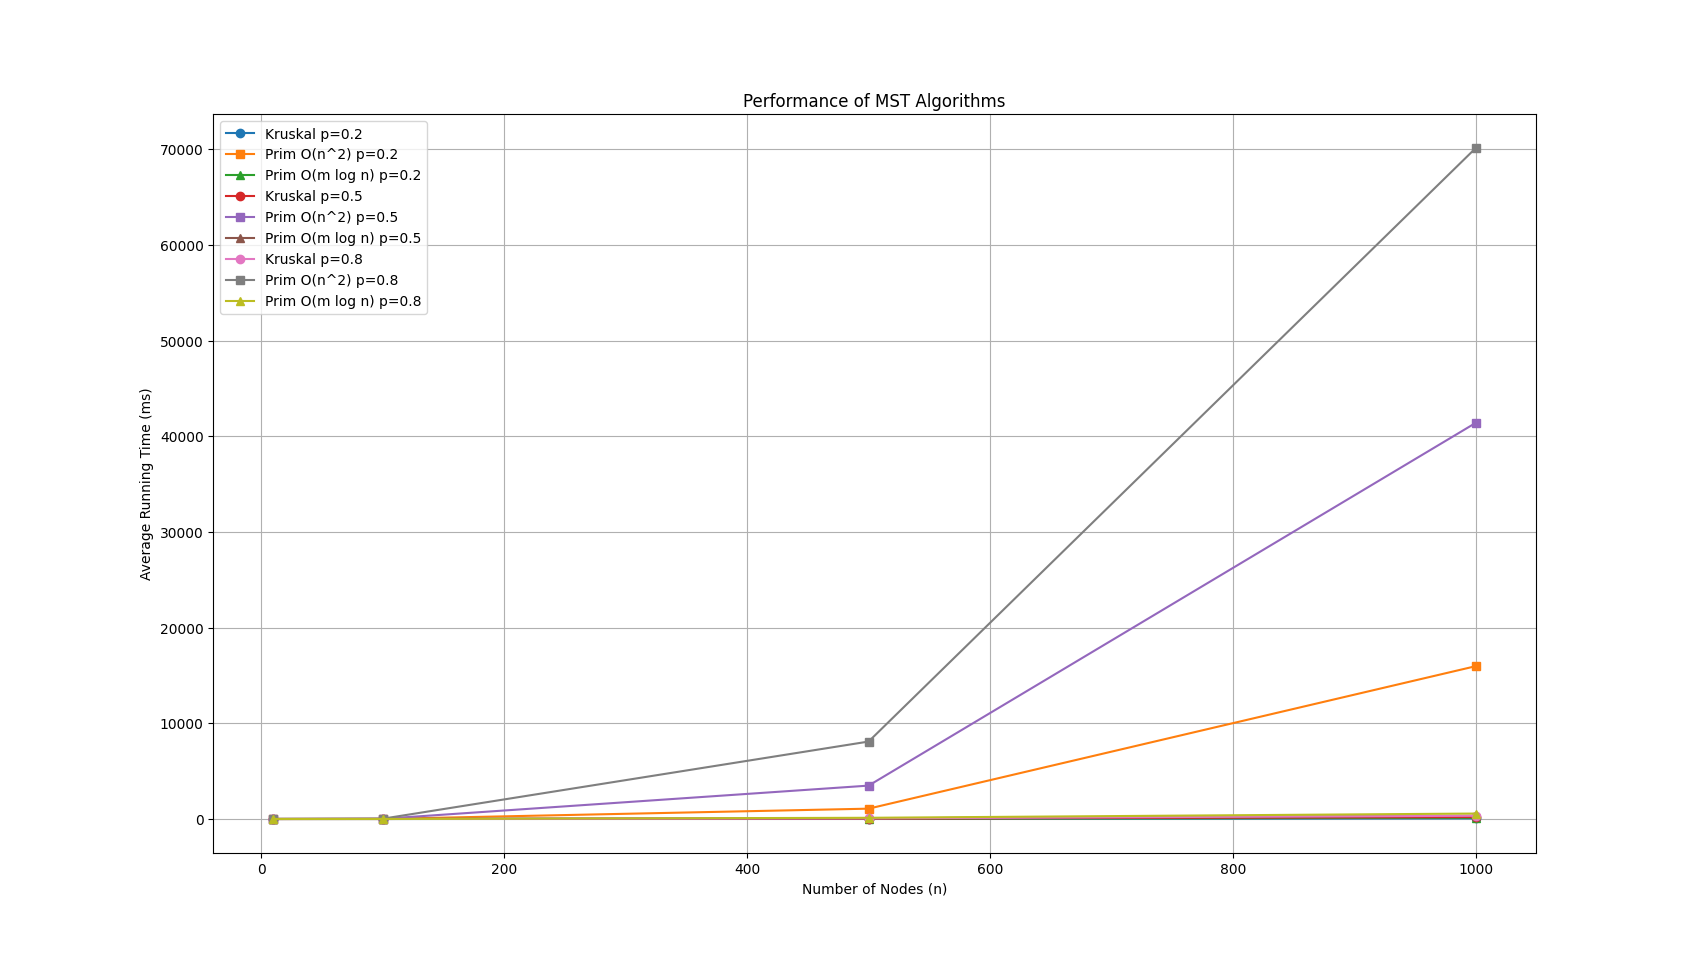 Performance of MST Algorithms
Kruskal p=0.2
Prim O(n^2) p=0.2
Prim O(m log n) p=0.2
Kruskal p=0.5
Prim O(n^2) p=0.5
Prim O(m log n) p=0.5
Kruskal p=0.8
Prim O(n^2) p=0.8
Prim O(m log n) p=0.8
70000
60000
50000
40000
30000
20000
10000
0
Average Running Time (ms)
0 200 400 600 800 1000
Number of Nodes (n)